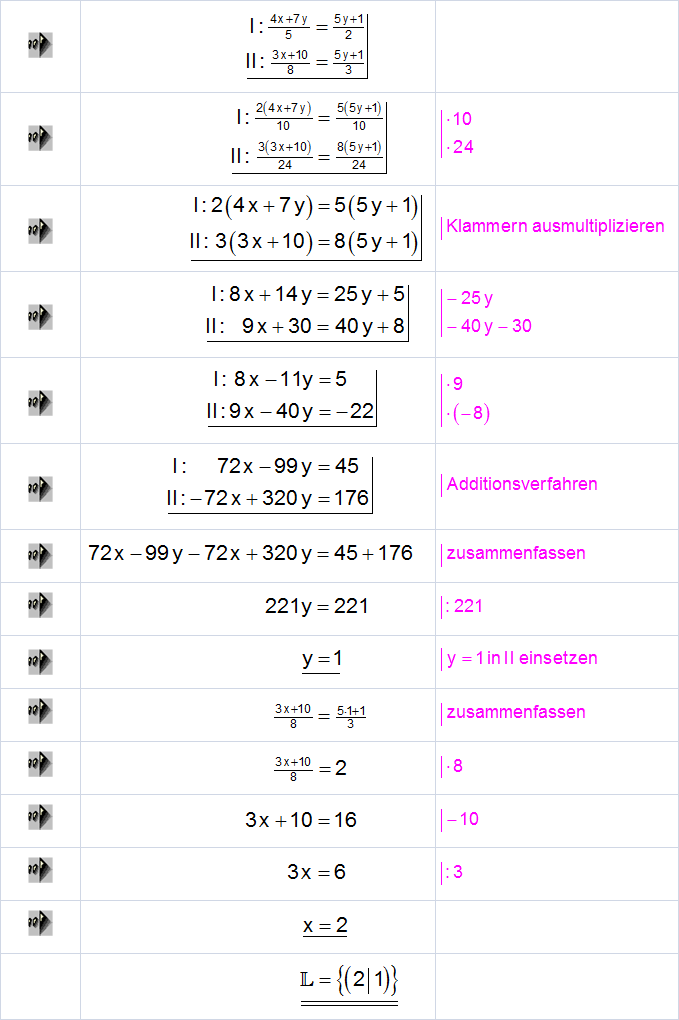 I: (4x+7y)/5 = (5y+1)/2
II: (3x+10)/8 = (5y+1)/3
I: 2(4x+7y)/10 = 5(5y+1)/10 | ·10
II: 3(3x+10)/24 = 8(5y+1)/24 | ·24
I: 2(4x+7y) = 5(5y+1) | Klammern ausmultiplizieren
II: 3(3x+10) = 8(5y+1)
I: 8x+14y = 25y+5 | −25y
II: 9x+30 = 40y+8 | −40y−30
I: 8x−11y = 5 | ·9
II: 9x−40y = −22 | ·(−8)
I: 72x−99y = 45 | Additionsverfahren
II: −72x+320y = 176
72x−99y−72x+320y = 45+176 | zusammenfassen
221y = 221 | : 221
y = 1 | y = 1 in II einsetzen
(3x+10)/8 = (5·1+1)/3 | zusammenfassen
(3x+10)/8 = 2 | ·8
3x+10 = 16 | −10
3x = 6 | : 3
x = 2
𝕃 = {(2|1)}